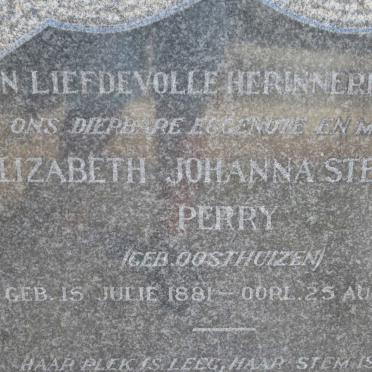 N LIEFDEVOLLE HERINNER
ONS DIERBARE EGGENOTE EN M
LIZABETH JOHANNA STE
PERRY
(GEB. OOSTHUIZEN)
GEB. 15 JULIE 1881 — OORL. 25 AU
HAAR PLEK IS LEEG, HAAR STEM IS